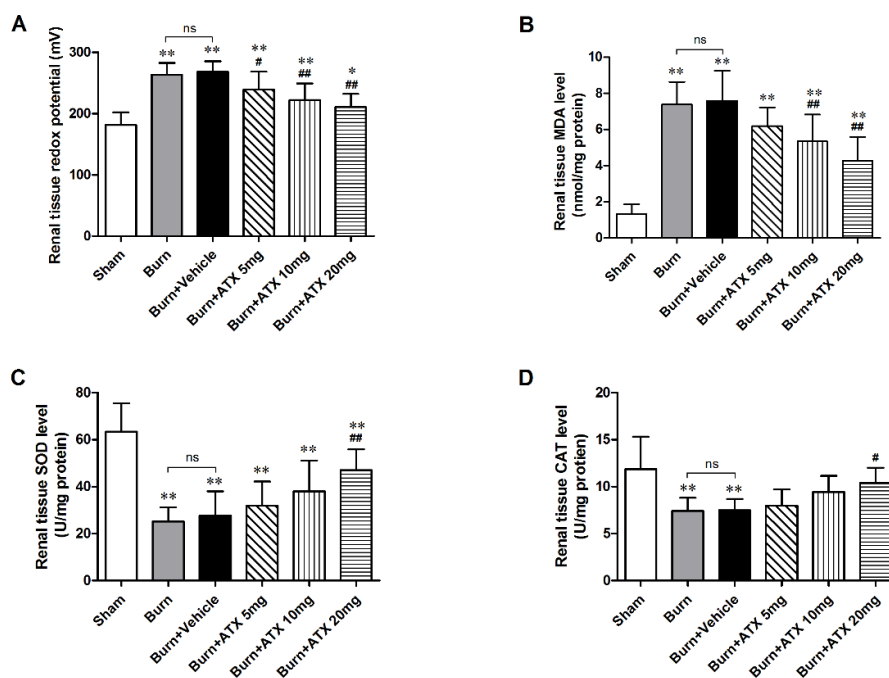 A
Renal tissue redox potential (mV)
300
200
100
0
ns
**
**
**
#
**
##
*
##
Sham
Burn
Burn+Vehicle
Burn+ATX 5mg
Burn+ATX 10mg
Burn+ATX 20mg
B
Renal tissue MDA level
(nmol/mg protein)
10
8
6
4
2
0
ns
**
**
**
**
##
**
##
Sham
Burn
Burn+Vehicle
Burn+ATX 5mg
Burn+ATX 10mg
Burn+ATX 20mg
C
Renal tissue SOD level
(U/mg protein)
80
60
40
20
0
ns
**
**
**
**
**
##
Sham
Burn
Burn+Vehicle
Burn+ATX 5mg
Burn+ATX 10mg
Burn+ATX 20mg
D
Renal tissue CAT level
(U/mg protien)
20
15
10
5
0
ns
**
**
#
Sham
Burn
Burn+Vehicle
Burn+ATX 5mg
Burn+ATX 10mg
Burn+ATX 20mg